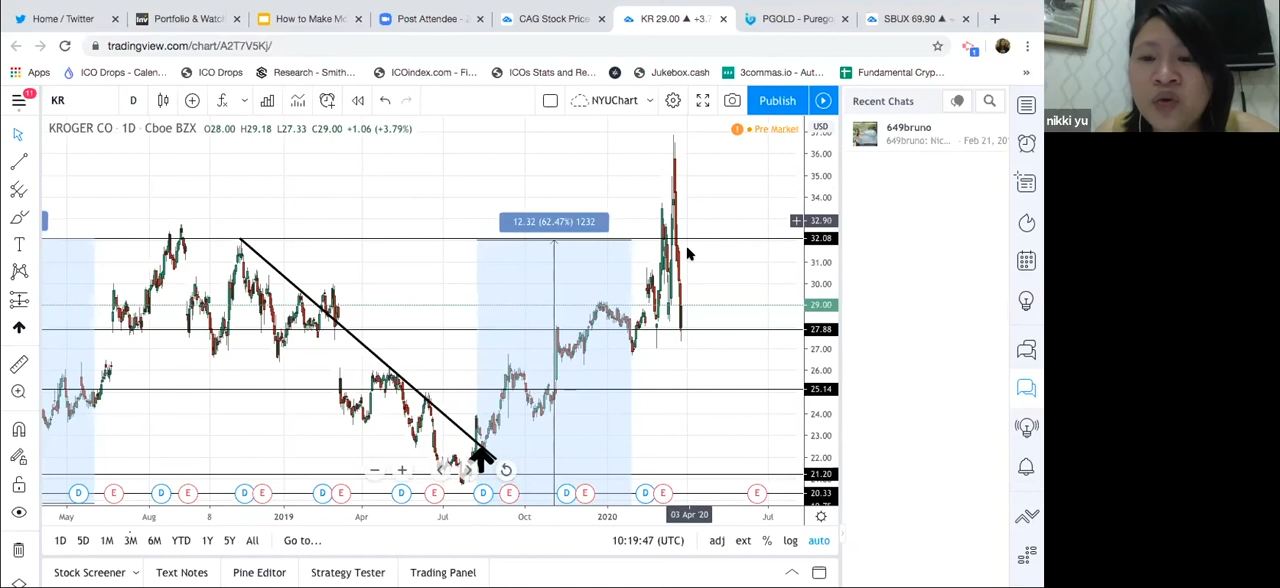 Home / Twitter
Portfolio & Watch
How to Make Mo
Post Attendee - Z
CAG Stock Price
KR 29.00 ▲ +3.7
PGOLD - Purego
SBUX 69.90 ▲
tradingview.com/chart/A2T7V5Kj/
Apps
ICO Drops - Calen...
ICO Drops
Research - Smith...
ICOindex.com - Fi...
ICOs Stats and Re...
Jukebox.cash
3commas.io - Aut...
Fundamental Cryp...
»
11
KR
D
NYUChart
Publish
Recent Chats
KROGER CO · 1D · Cboe BZX O28.00 H29.18 L27.33 C29.00 +1.06 (+3.79%)
Pre Market
USD
649bruno
649bruno: Nic... - Feb 21, 20
nikki yu
37.00
36.00
35.00
34.00
32.90
32.08
31.00
30.00
29.00
27.88
27.00
26.00
25.14
24.00
23.00
22.00
21.20
20.33
12.32 (62.47%) 1232
D E D E D E D E D E D E D E D E E
May Aug 8 2019 Apr Jul Oct 2020 03 Apr '20 Jul
1D 5D 1M 3M 6M YTD 1Y 5Y All Go to...
10:19:47 (UTC) adj ext % log auto
Stock Screener Text Notes Pine Editor Strategy Tester Trading Panel